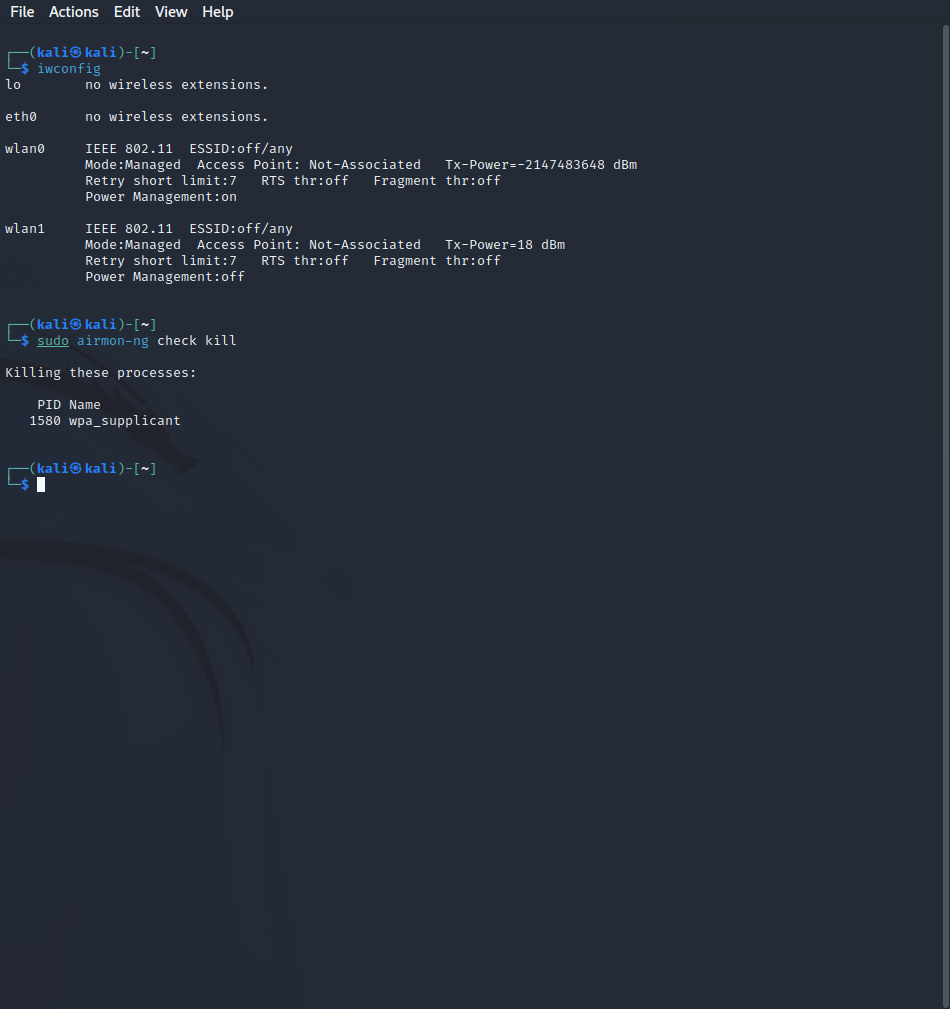 File Actions Edit View Help
┌──(kali㉿kali)-[~]
└─$ iwconfig
lo        no wireless extensions.
eth0      no wireless extensions.
wlan0     IEEE 802.11  ESSID:off/any
          Mode:Managed  Access Point: Not-Associated   Tx-Power=-2147483648 dBm
          Retry short limit:7   RTS thr:off   Fragment thr:off
          Power Management:on
wlan1     IEEE 802.11  ESSID:off/any
          Mode:Managed  Access Point: Not-Associated   Tx-Power=18 dBm
          Retry short limit:7   RTS thr:off   Fragment thr:off
          Power Management:off
┌──(kali㉿kali)-[~]
└─$ sudo airmon-ng check kill
Killing these processes:
    PID Name
   1580 wpa_supplicant
┌──(kali㉿kali)-[~]
└─$